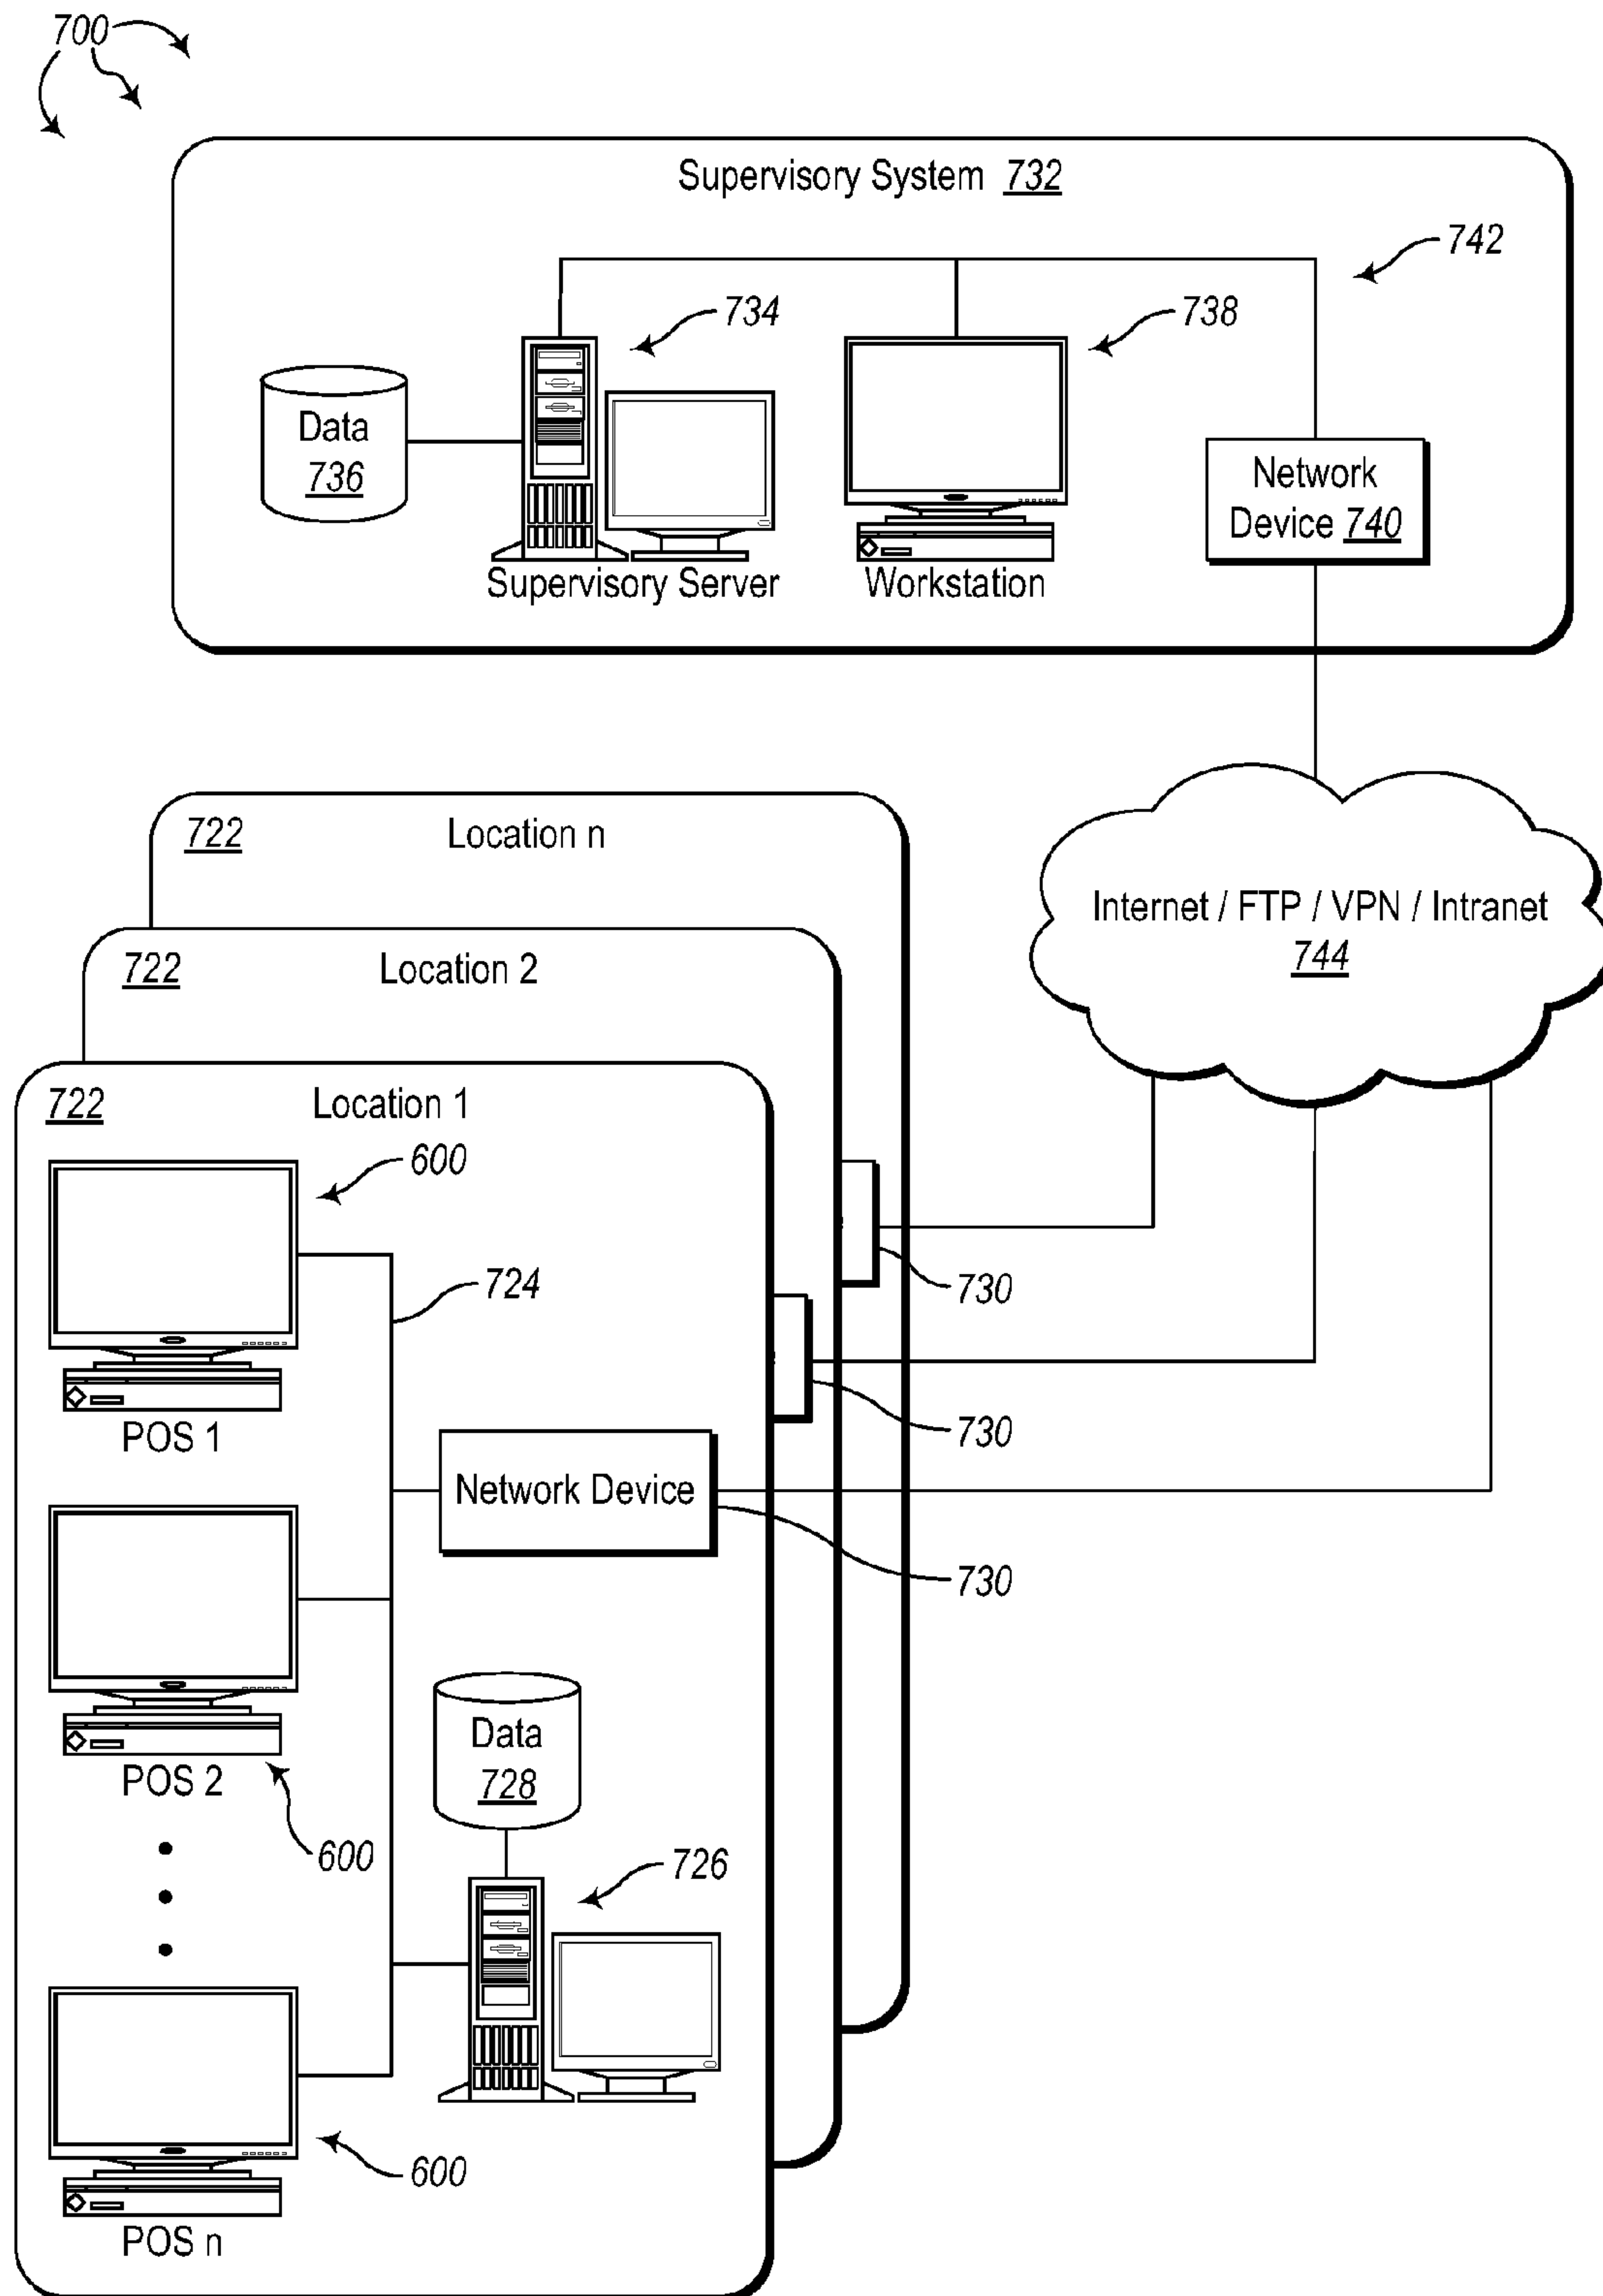 700
Supervisory System 732
742
734
738
Data
736
Network
Device 740
Supervisory Server
Workstation
722
Location n
Internet / FTP / VPN / Intranet
744
722
Location 2
722
Location 1
600
724
730
POS 1
730
Network Device
730
Data
728
POS 2
600
726
600
POS n